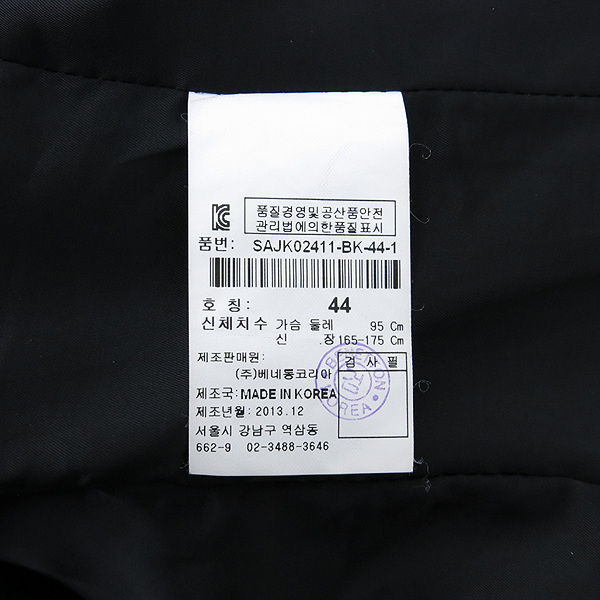 품질경영및공산품안전
관리법에의한품질표시
품번: SAJK02411-BK-44-1
호 칭: 44
신체치수 가슴 둘레 95 Cm
신 .장 165-175 Cm
제조판매원:
(주)베네통코리아
검 사 필
제조국: MADE IN KOREA
제조년월: 2013.12
서울시 강남구 역삼동
662-9 02-3488-3646
KOREA